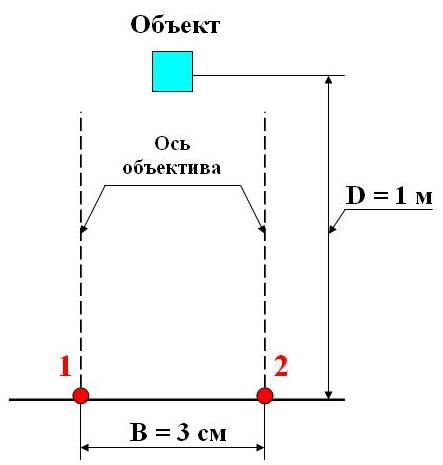 Объект
Ось
объектива
D = 1 м
1
2
B = 3 см